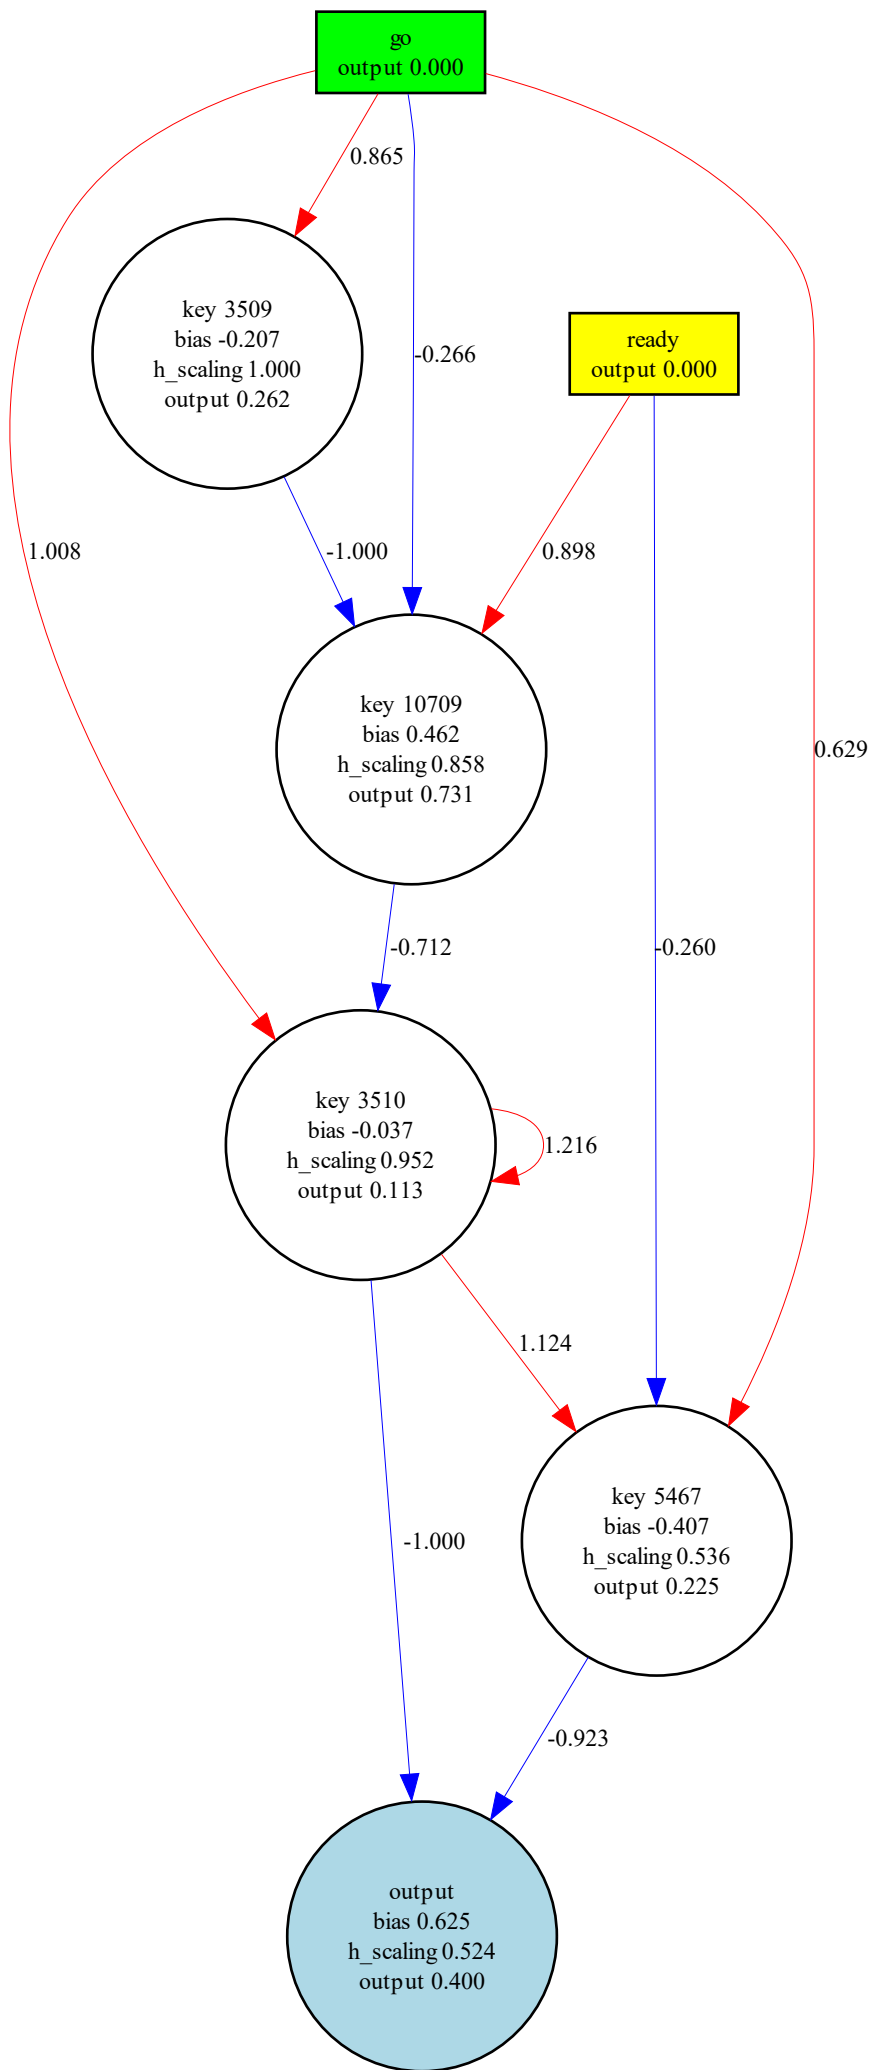 go
output 0.000
0.865
key 3509
bias -0.207
h_scaling 1.000
output 0.262
-0.266
ready
output 0.000
1.008
-1.000
0.898
key 10709
bias 0.462
h_scaling 0.858
output 0.731
0.629
-0.712
-0.260
key 3510
bias -0.037
h_scaling 0.952
output 0.113
1.216
1.124
key 5467
bias -0.407
h_scaling 0.536
output 0.225
-1.000
-0.923
output
bias 0.625
h_scaling 0.524
output 0.400